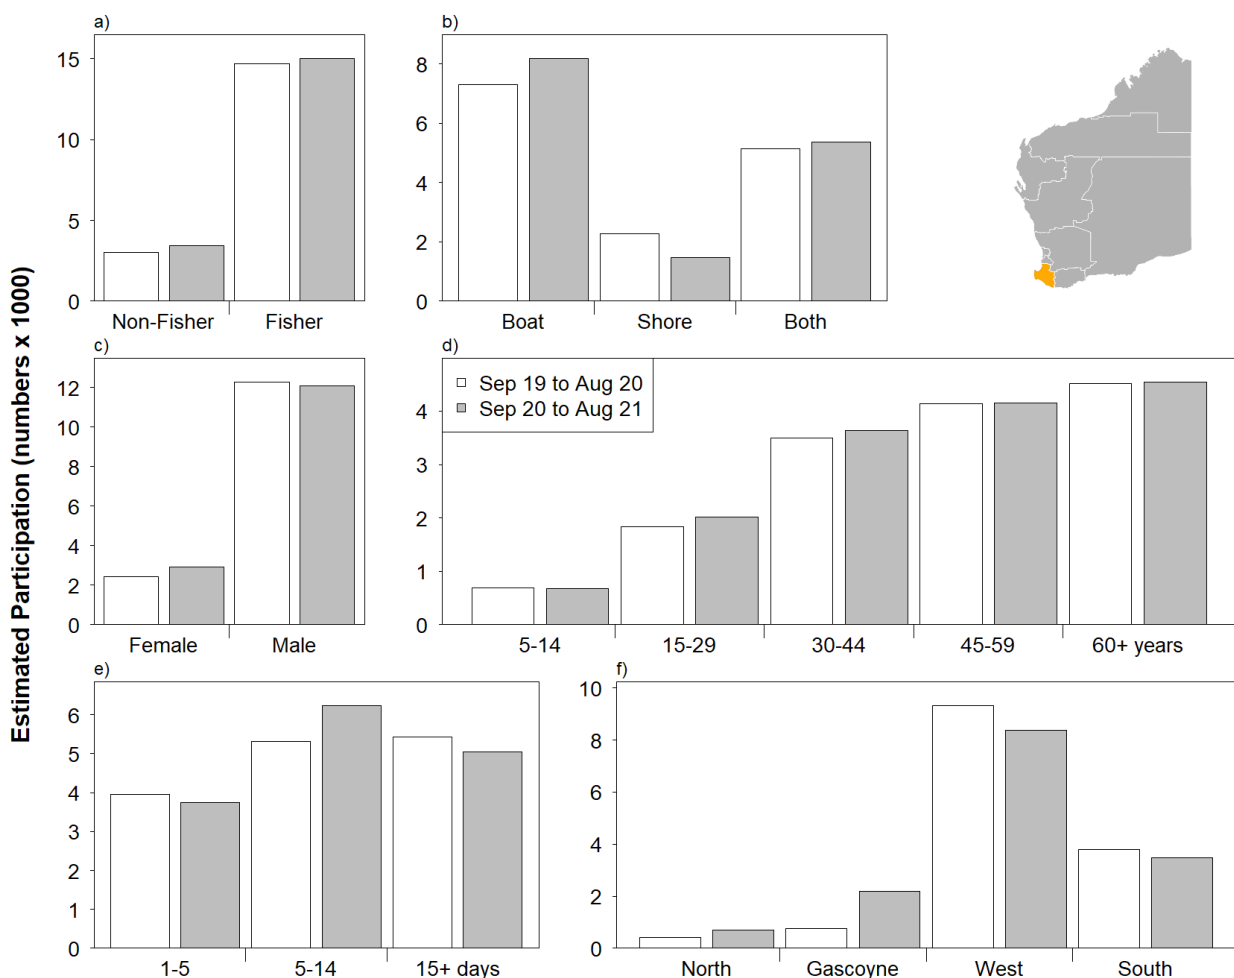 a)
15
10
5
0
Non-Fisher Fisher
b)
8
6
4
2
0
Boat Shore Both
Estimated Participation (numbers x 1000)
c)
12
10
8
6
4
2
0
Female Male
d)
Sep 19 to Aug 20
Sep 20 to Aug 21
4
3
2
1
0
5-14 15-29 30-44 45-59 60+ years
e)
6
5
4
3
2
1
0
1-5 5-14 15+ days
f)
10
8
6
4
2
0
North Gascoyne West South